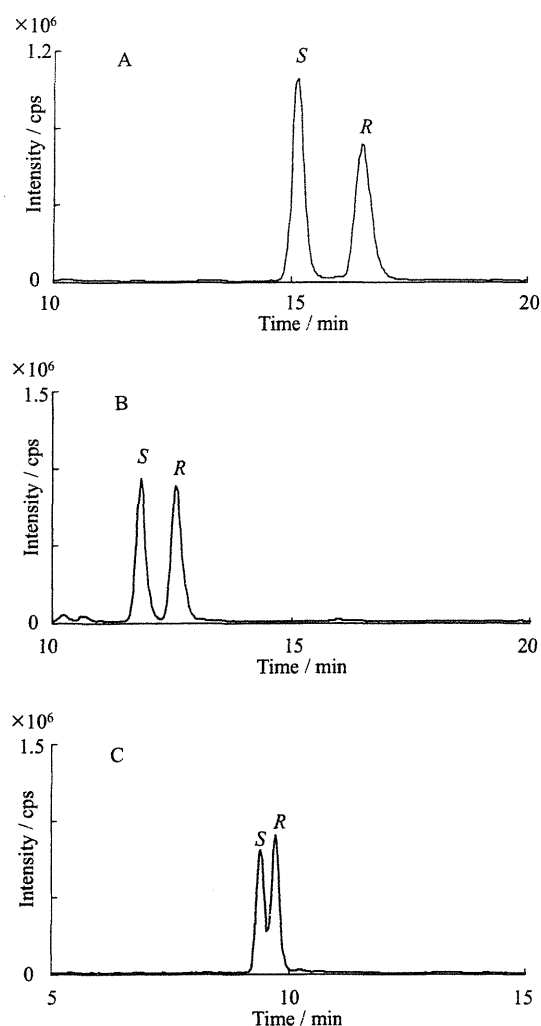 ×10⁶
1.2
A
S
R
Intensity / cps
0
10
15
20
Time / min
×10⁶
1.5
B
S
R
Intensity / cps
0
10
15
20
Time / min
×10⁶
1.5
C
S
R
Intensity / cps
0
5
10
15
Time / min